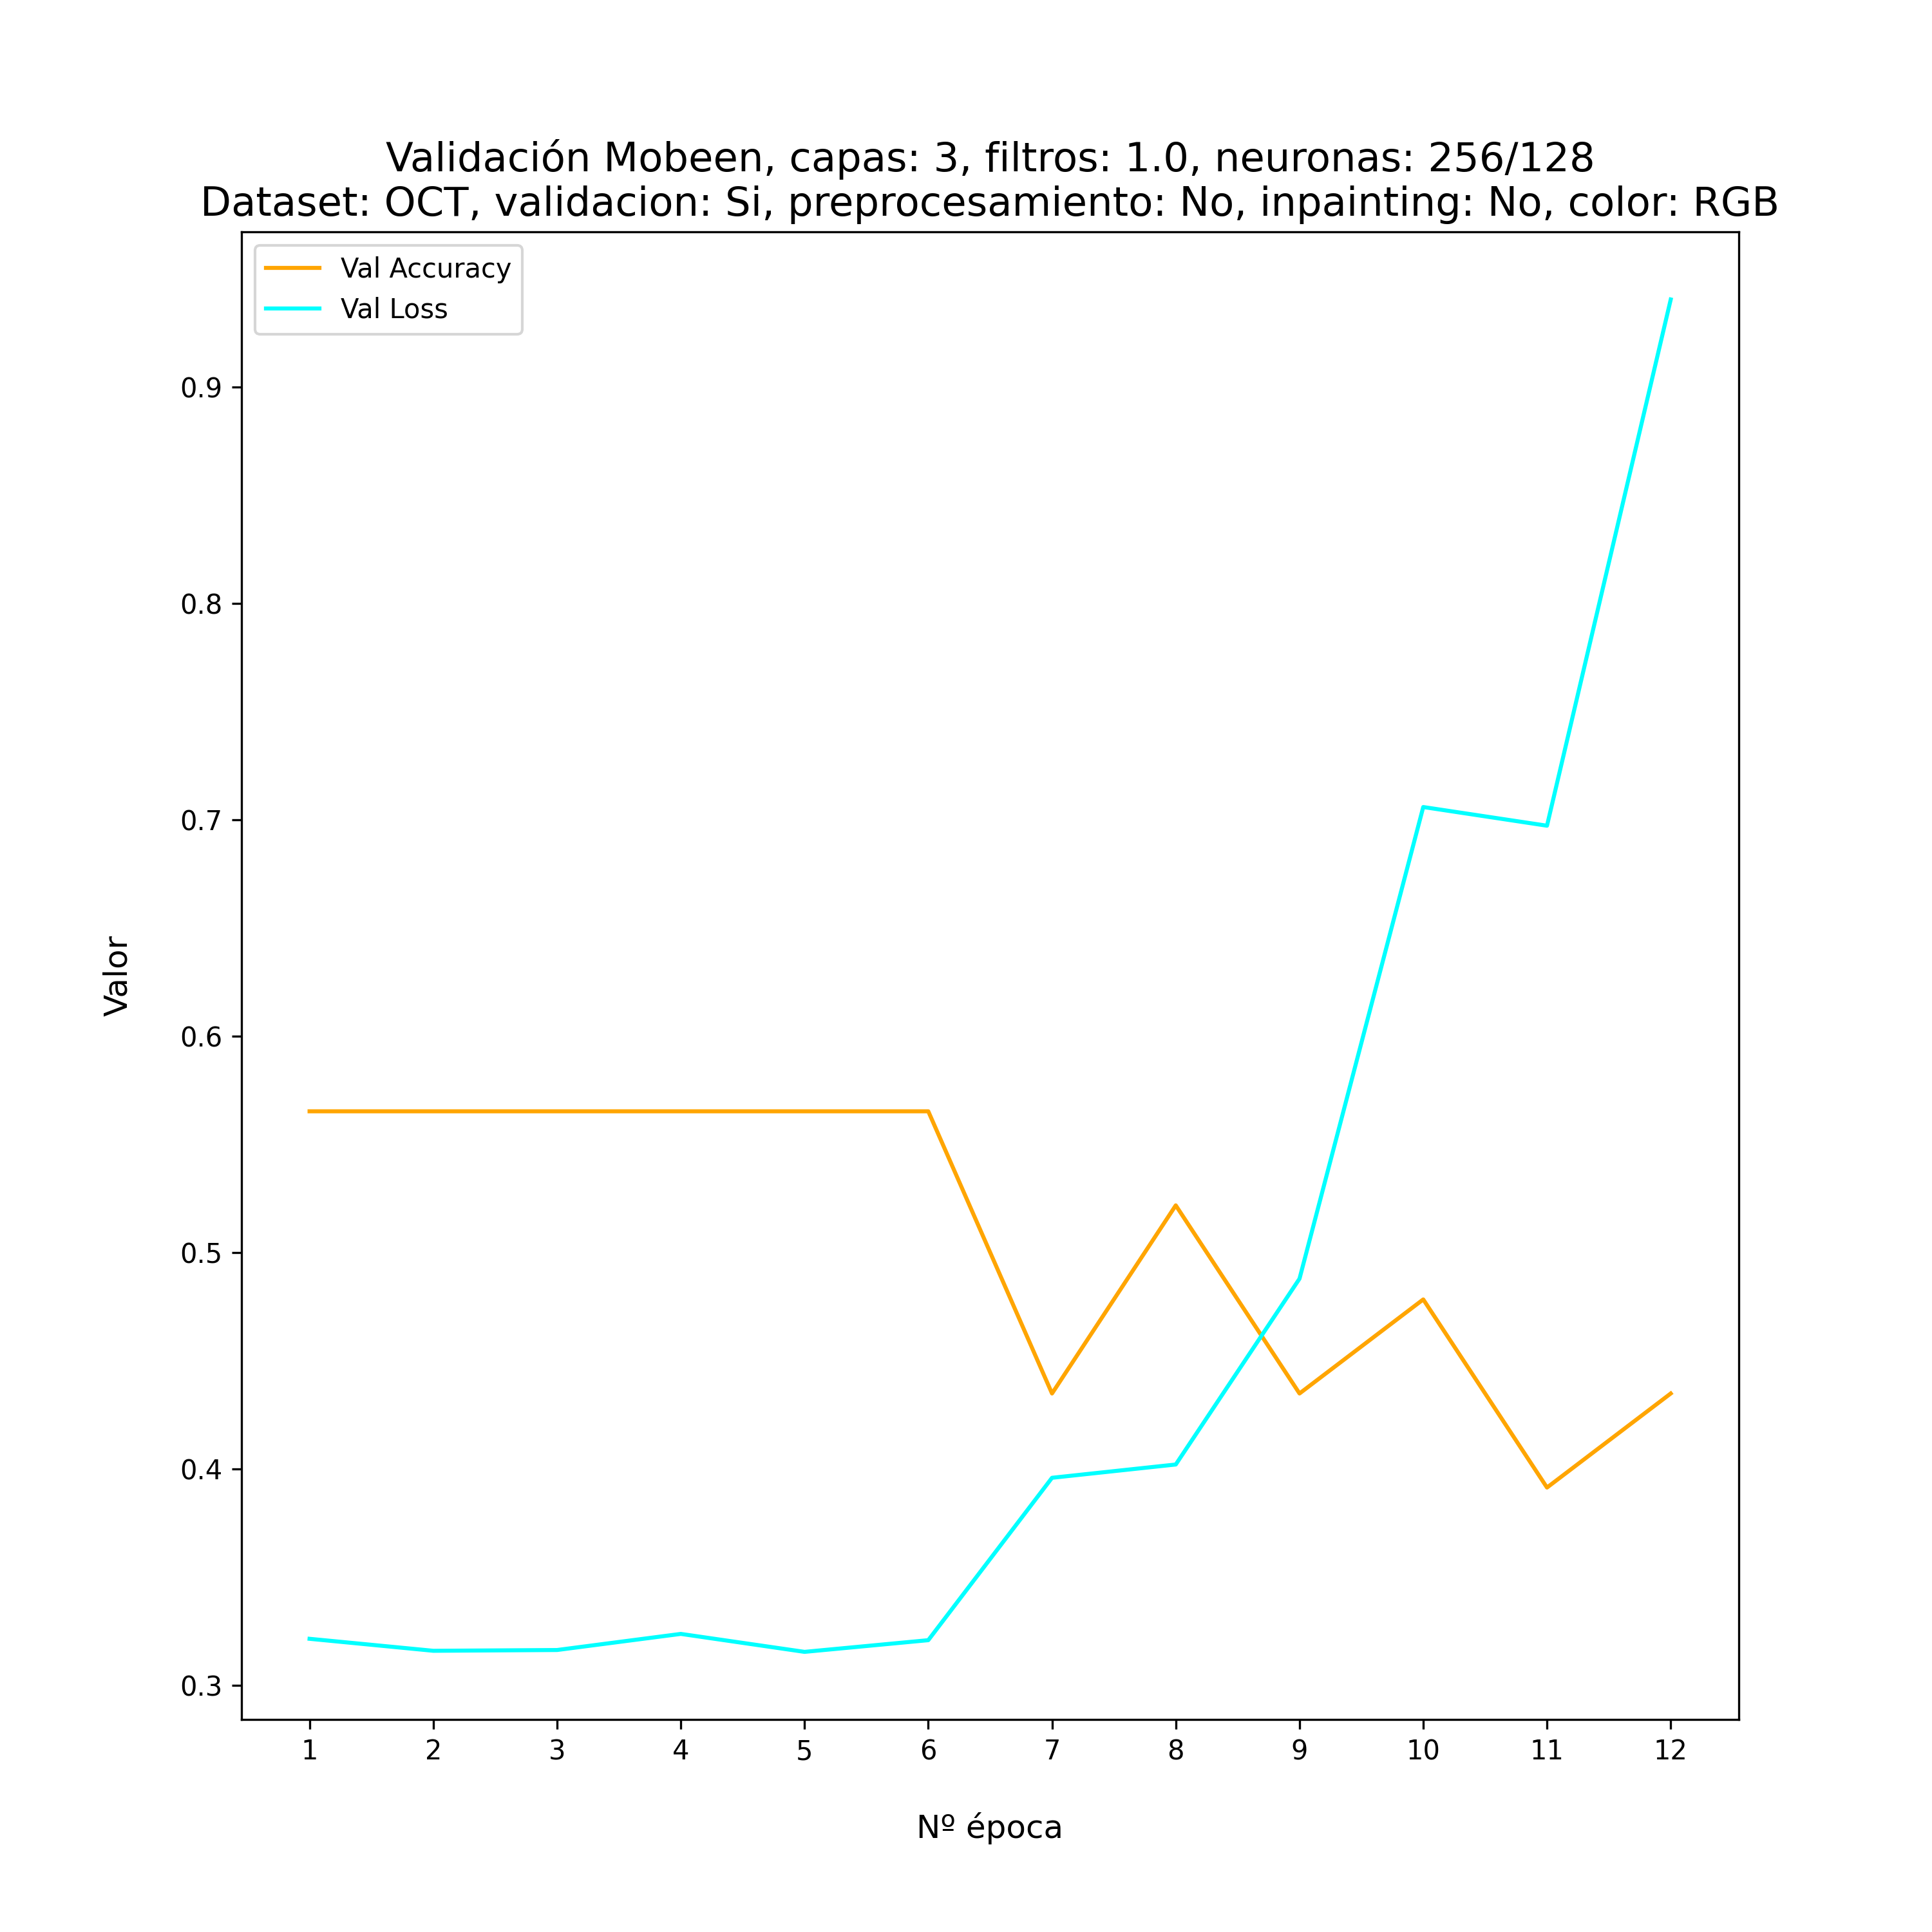 Validación Mobeen, capas: 3, filtros: 1.0, neuronas: 256/128
Dataset: OCT, validacion: Si, preprocesamiento: No, inpainting: No, color: RGB
Val Accuracy
Val Loss
0.9
0.8
0.7
0.6
0.5
0.4
0.3
Valor
1 2 3 4 5 6 7 8 9 10 11 12
Nº época